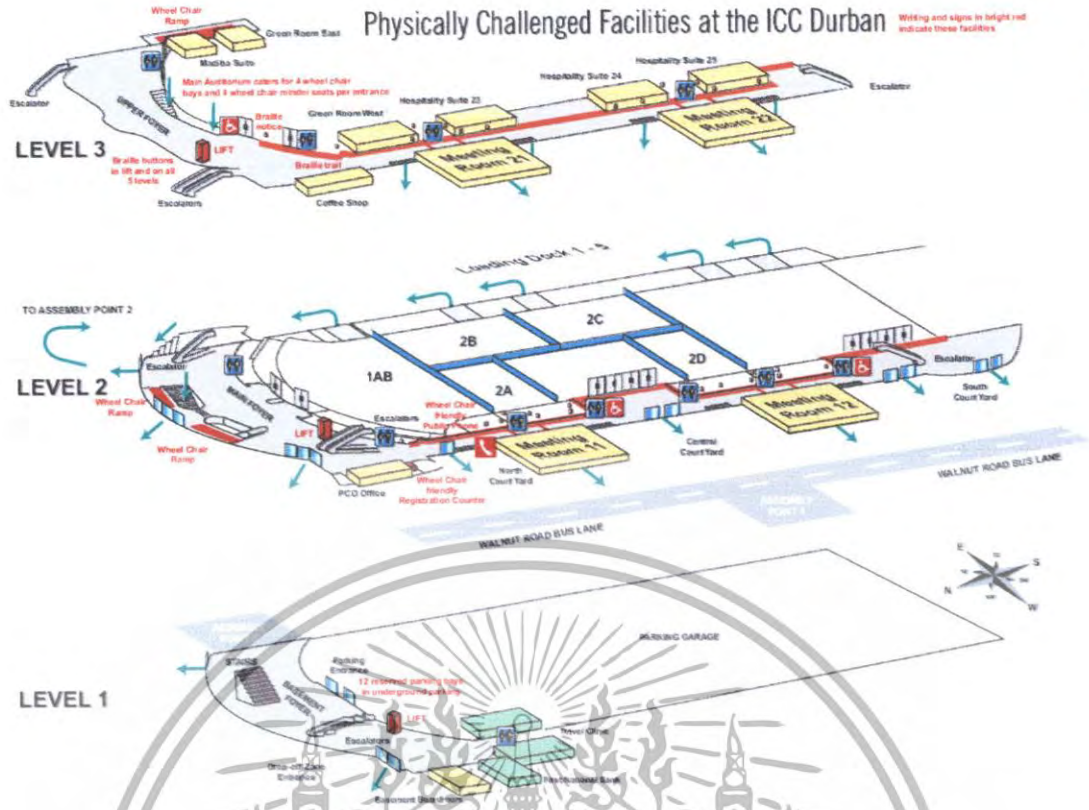 Physically Challenged Facilities at the ICC Durban
Writing and signs in bright red
indicate these facilities
Wheel Chair
Ramp
Green Room East
Madiba Suite
Escalator
Main Auditorium caters for 4 wheel chair
bays and 4 wheel chair minder seats per entrance
UPPER FOYER
Braille
notice
Green Room West
Hospitality Suite 23
Hospitality Suite 24
Hospitality Suite 25
Escalator
LEVEL 3
LIFT
Braille buttons
in lift and on all
5 levels
Braille trail
Meeting
Room 21
Meeting
Room 22
Escalators
Coffee Shop
Loading Dock 1 -
TO ASSEMBLY POINT 2
LEVEL 2
Escalator
Wheel Chair
Ramp
MAIN FOYER
1AB
2B
2C
2A
2D
Escalators
Wheel Chair
friendly
Public Phone
LIFT
Wheel Chair
Ramp
PCO Office
Wheel Chair
friendly
Registration Counter
North
Court Yard
Meeting
Room 11
Central
Court Yard
Meeting
Room 12
Escalator
South
Court Yard
WALNUT ROAD BUS LANE
ASSEMBLY
POINT
WALNUT ROAD BUS LANE
E
S
N
W
LEVEL 1
STAIRS
BASEMENT
FOYER
Parking
Entrance
12 reserved parking bays
in underground parking
PARKING GARAGE
LIFT
Escalators
Drop-off Zone
Entrance
Travel
Bank
Basement